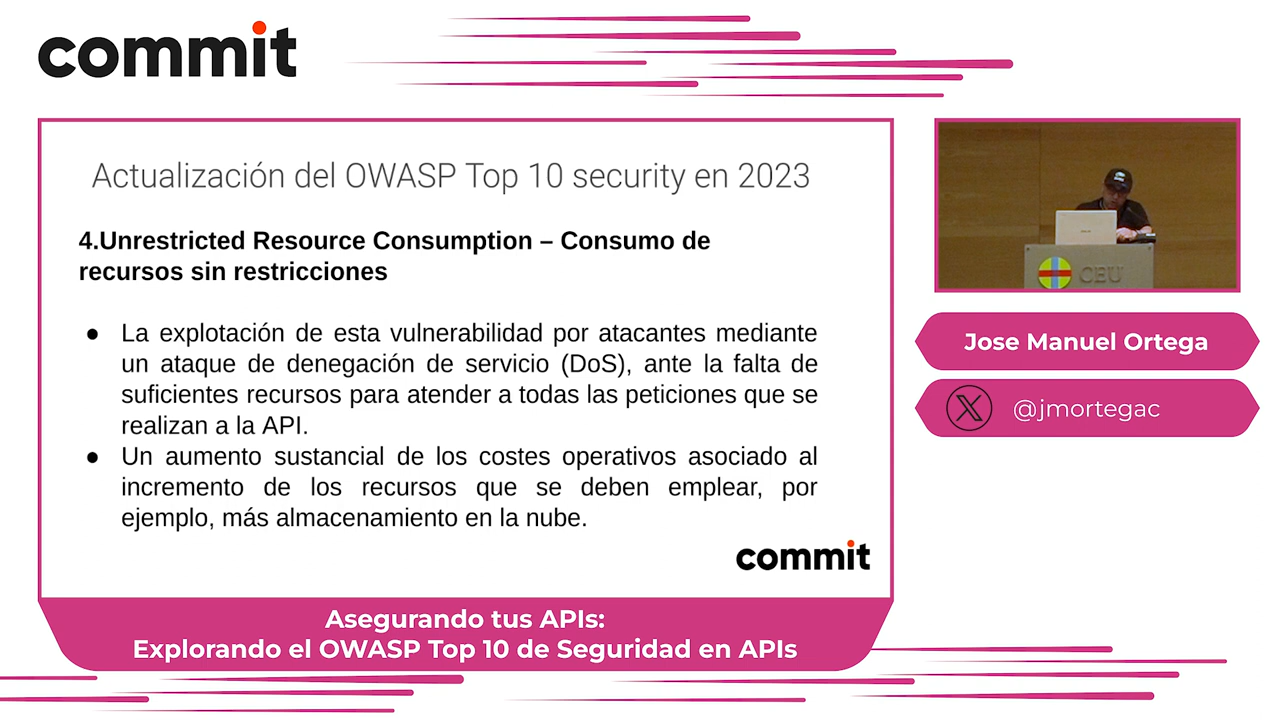 commit
Actualización del OWASP Top 10 security en 2023
4.Unrestricted Resource Consumption – Consumo de
recursos sin restricciones
● La explotación de esta vulnerabilidad por atacantes mediante
un ataque de denegación de servicio (DoS), ante la falta de
suficientes recursos para atender a todas las peticiones que se
realizan a la API.
● Un aumento sustancial de los costes operativos asociado al
incremento de los recursos que se deben emplear, por
ejemplo, más almacenamiento en la nube.
commit
Asegurando tus APIs:
Explorando el OWASP Top 10 de Seguridad en APIs
CEU
Jose Manuel Ortega
@jmortegac